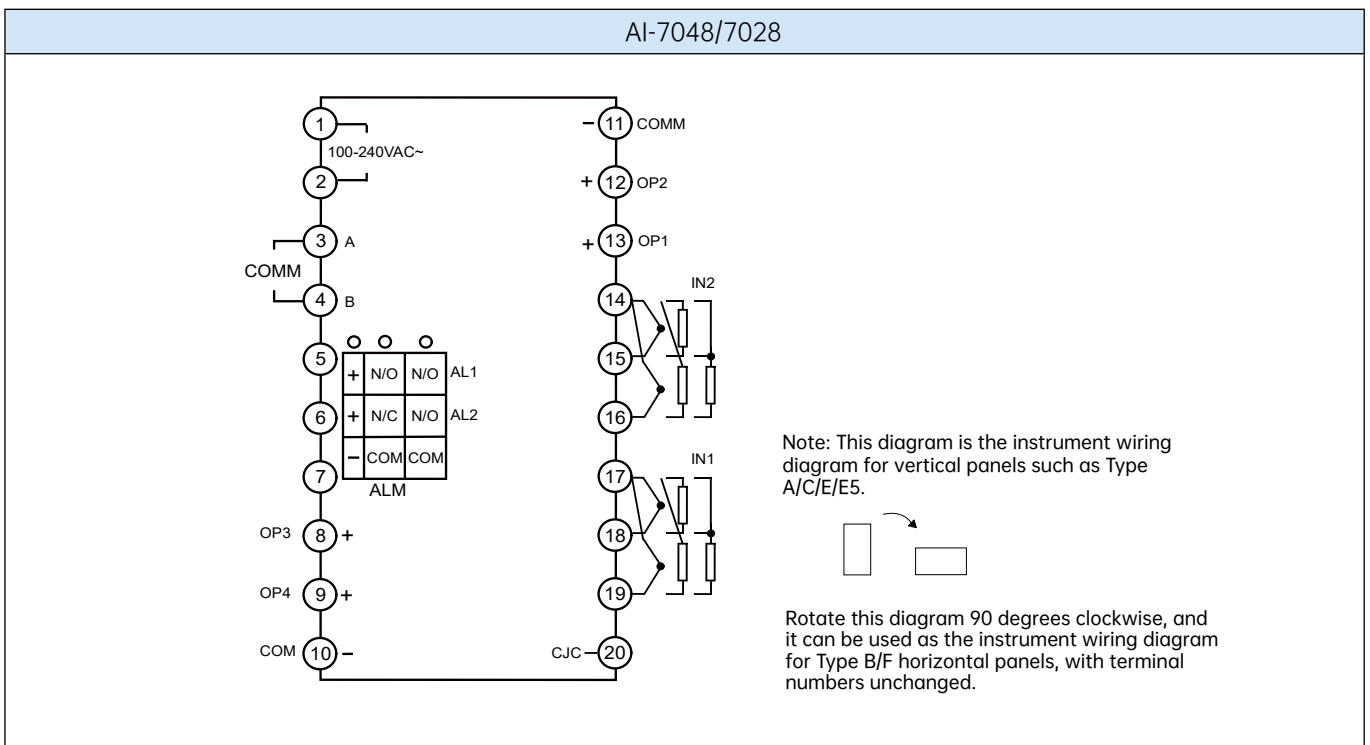 AI-7048/7028
1
100-240VAC~
2
3 A
COMM
4 B
5
+ N/O N/O AL1
6
+ N/C N/O AL2
7
− COM COM
ALM
OP3 8 +
OP4 9 +
COM 10 −
− 11 COMM
+ 12 OP2
+ 13 OP1
IN2
14
15
16
IN1
17
18
19
CJC 20
Note: This diagram is the instrument wiring
diagram for vertical panels such as Type
A/C/E/E5.
Rotate this diagram 90 degrees clockwise, and
it can be used as the instrument wiring diagram
for Type B/F horizontal panels, with terminal
numbers unchanged.